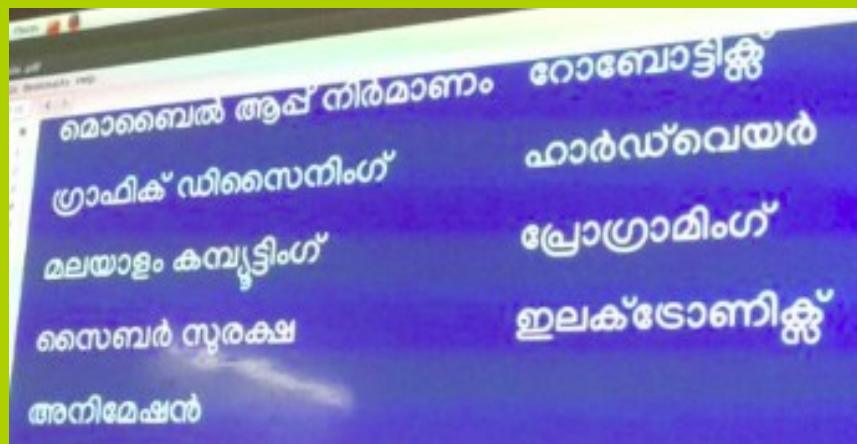 മൊബൈൽ ആപ്പ് നിർമാണം
ഗ്രാഫിക് ഡിസൈനിംഗ്
മലയാളം കമ്പ്യൂട്ടിംഗ്
സൈബർ സുരക്ഷ
അനിമേഷൻ
റോബോട്ടിക്സ്
ഹാർഡ്‌വെയർ
പ്രോഗ്രാമിംഗ്
ഇലക്ട്രോണിക്സ്